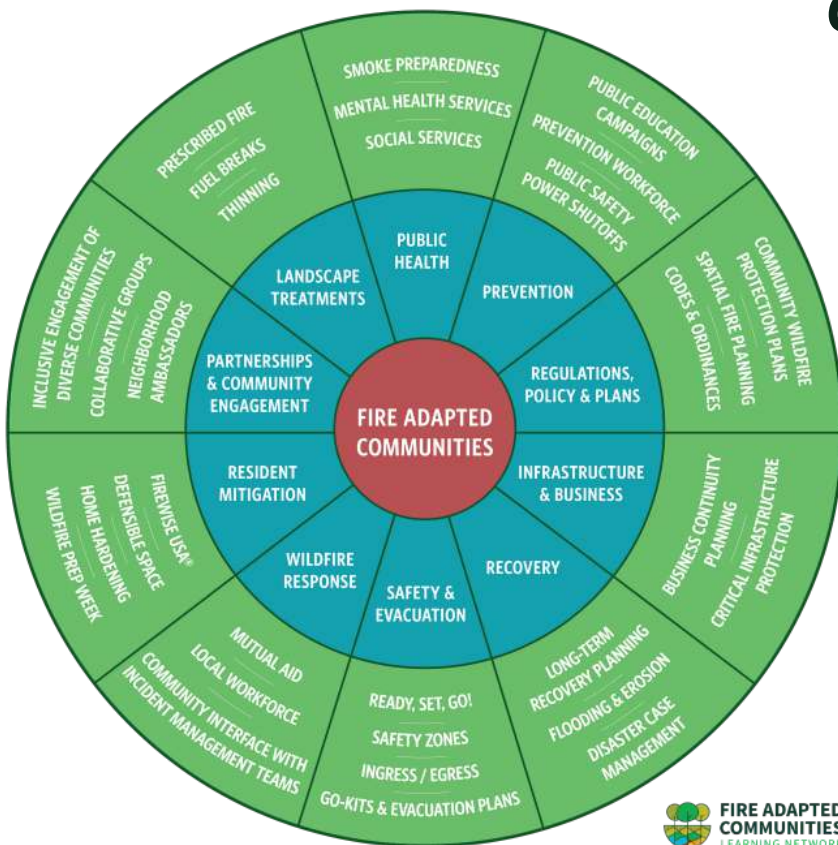 FIRE ADAPTED
COMMUNITIES
PUBLIC
HEALTH
SMOKE PREPAREDNESS
MENTAL HEALTH SERVICES
SOCIAL SERVICES
PREVENTION
PUBLIC EDUCATION
CAMPAIGNS
PREVENTION WORKFORCE
PUBLIC SAFETY
POWER SHUTOFFS
REGULATIONS,
POLICY & PLANS
COMMUNITY WILDFIRE
PROTECTION PLANS
SPATIAL FIRE PLANNING
CODES & ORDINANCES
INFRASTRUCTURE
& BUSINESS
BUSINESS CONTINUITY
PLANNING
CRITICAL INFRASTRUCTURE
PROTECTION
RECOVERY
LONG-TERM
RECOVERY PLANNING
FLOODING & EROSION
DISASTER CASE
MANAGEMENT
SAFETY &
EVACUATION
READY, SET, GO!
SAFETY ZONES
INGRESS / EGRESS
GO-KITS & EVACUATION PLANS
WILDFIRE
RESPONSE
MUTUAL AID
LOCAL WORKFORCE
COMMUNITY INTERFACE WITH
INCIDENT MANAGEMENT TEAMS
RESIDENT
MITIGATION
FIREWISE USA®
DEFENSIBLE SPACE
HOME HARDENING
WILDFIRE PREP WEEK
PARTNERSHIPS
& COMMUNITY
ENGAGEMENT
INCLUSIVE ENGAGEMENT OF
DIVERSE COMMUNITIES
COLLABORATIVE GROUPS
NEIGHBORHOOD
AMBASSADORS
LANDSCAPE
TREATMENTS
PRESCRIBED FIRE
FUEL BREAKS
THINNING
FIRE ADAPTED
COMMUNITIES
LEARNING NETWORK